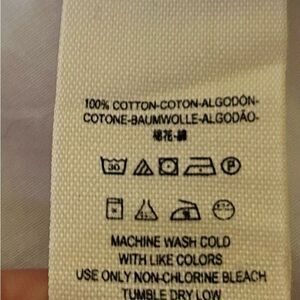 100% COTTON-COTON-ALGODÓN-
COTONE-BAUMWOLLE-ALGODÃO-
棉花-綿
30
P
MACHINE WASH COLD
WITH LIKE COLORS
USE ONLY NON-CHLORINE BLEACH
TUMBLE DRY LOW